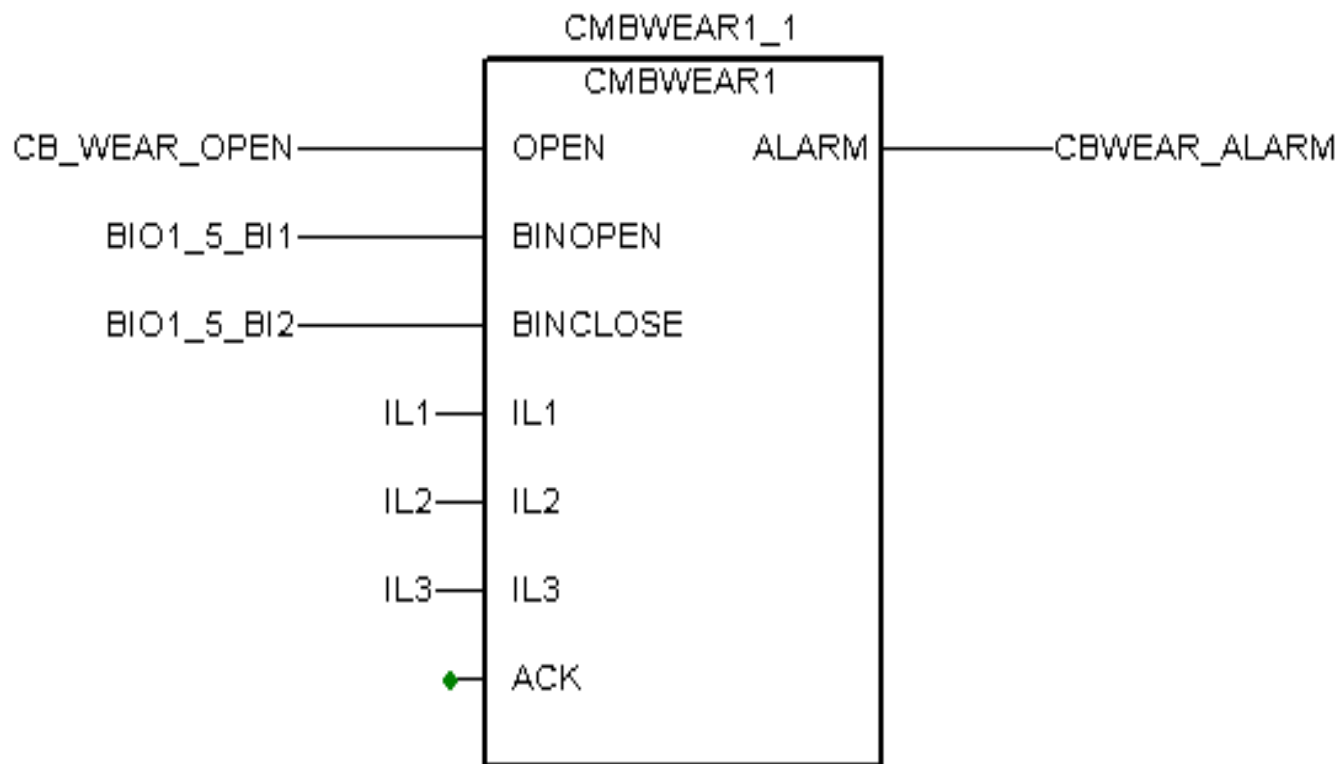 CMBWEAR1_1
CMBWEAR1
CB_WEAR_OPEN OPEN ALARM CBWEAR_ALARM
BIO1_5_BI1 BINOPEN
BIO1_5_BI2 BINCLOSE
IL1 IL1
IL2 IL2
IL3 IL3
ACK